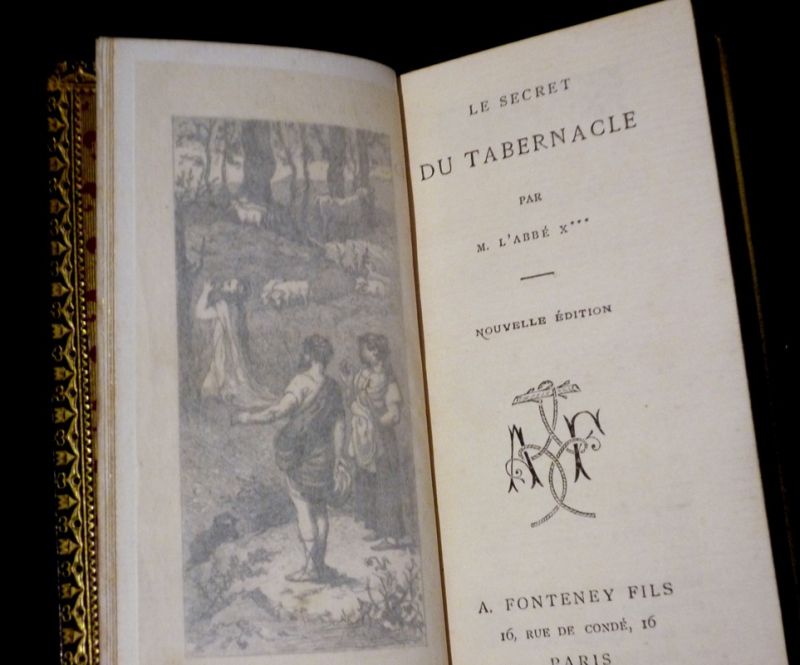 LE SECRET
DU TABERNACLE
PAR
M. L'ABBÉ X***
NOUVELLE ÉDITION
A. FONTENEY FILS
16, RUE DE CONDÉ, 16
PARIS